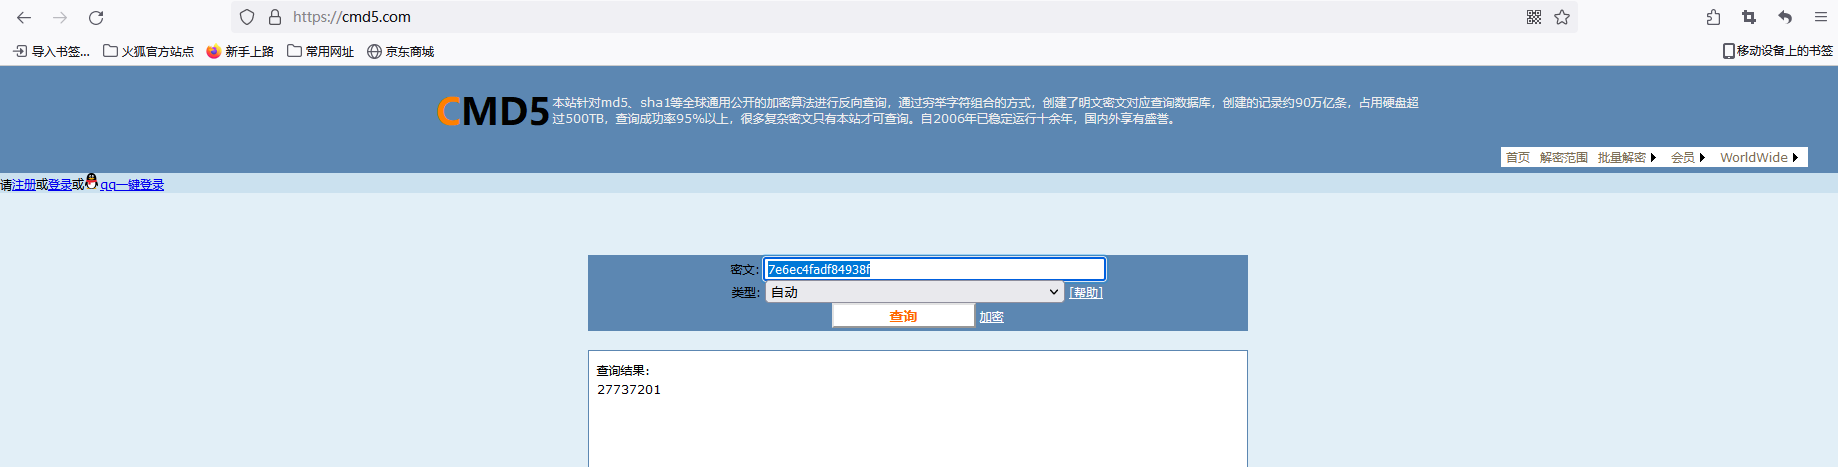 https://cmd5.com
导入书签... 火狐官方站点 新手上路 常用网址 京东商城 移动设备上的书签
CMD5
本站针对md5、sha1等全球通用公开的加密算法进行反向查询，通过穷举字符组合的方式，创建了明文密文对应查询数据库，创建的记录约90万亿条，占用硬盘超
过500TB，查询成功率95%以上，很多复杂密文只有本站才可查询。自2006年已稳定运行十余年，国内外享有盛誉。
首页 解密范围 批量解密 会员 WorldWide
请注册或登录或qq一键登录
密文: 7e6ec4fadf84938f
类型: 自动 [帮助]
查询 加密
查询结果:
27737201